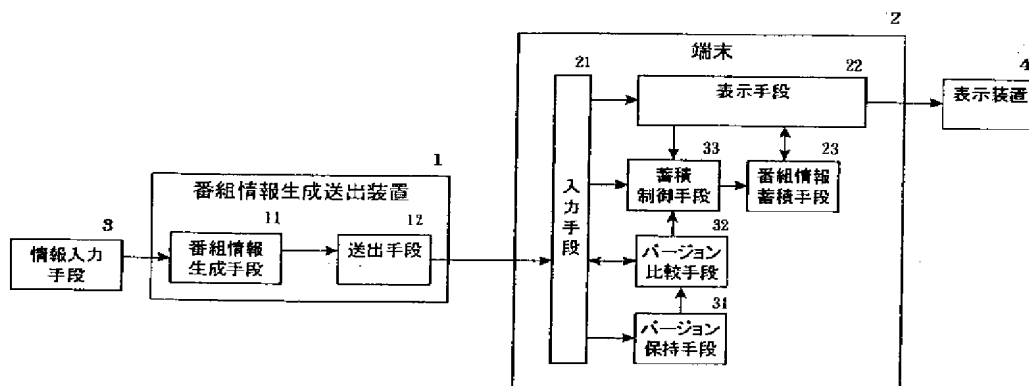 2
端末
21
22
4
表示手段
表示装置
33
23
1
蓄積
制御手段
番組情報
蓄積手段
番組情報生成送出装置
入力手段
3
11
12
32
情報入力
手段
番組情報
生成手段
送出手段
バージョン
比較手段
31
バージョン
保持手段